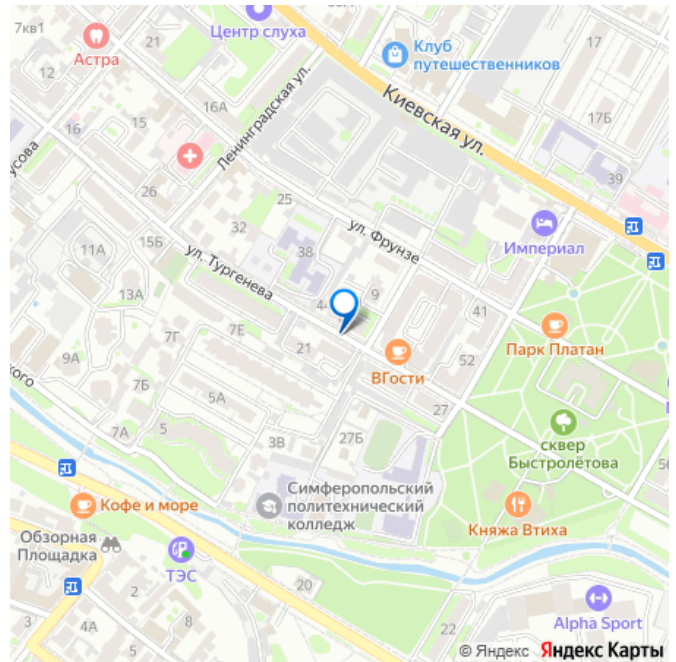 7кв1
Астра
21
Центр слуха
Клуб
путешественников
17
12
16А
Ленинградская ул.
Киевская ул.
17Б
16
15
усова
26
25
39
32
ул. Фрунзе
Империал
11А
15Б
38
ул. Тургенева
13А
9
41
7Г
7Е
21
ВГости
52
Парк Платан
9А
7Б
5А
кого
27
7А
5
3В
27Б
сквер
Быстролётова
Кофе и море
Симферопольский
политехнический
колледж
Княжа Втиха
Обзорная
Площадка
ТЭС
20
2
3
4А
8
22
Alpha Sport
© Яндекс Яндекс Карты